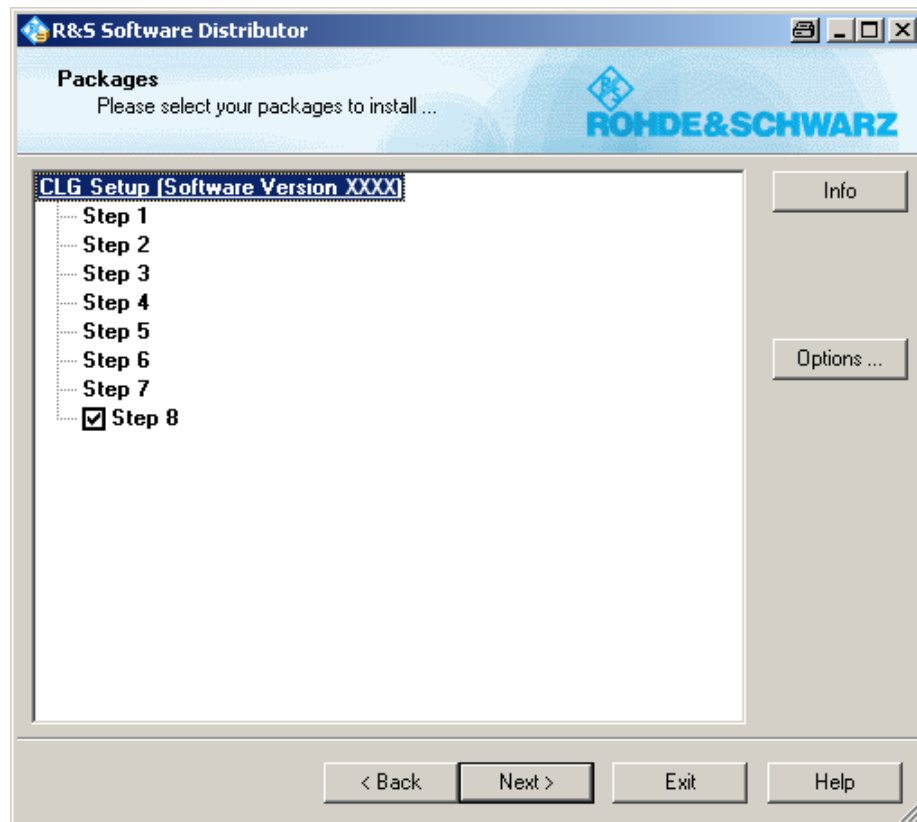 R&S Software Distributor
Packages
Please select your packages to install ...
ROHDE&SCHWARZ
CLG Setup (Software Version XXXX)
Step 1
Step 2
Step 3
Step 4
Step 5
Step 6
Step 7
Step 8
Info
Options ...
< Back
Next >
Exit
Help